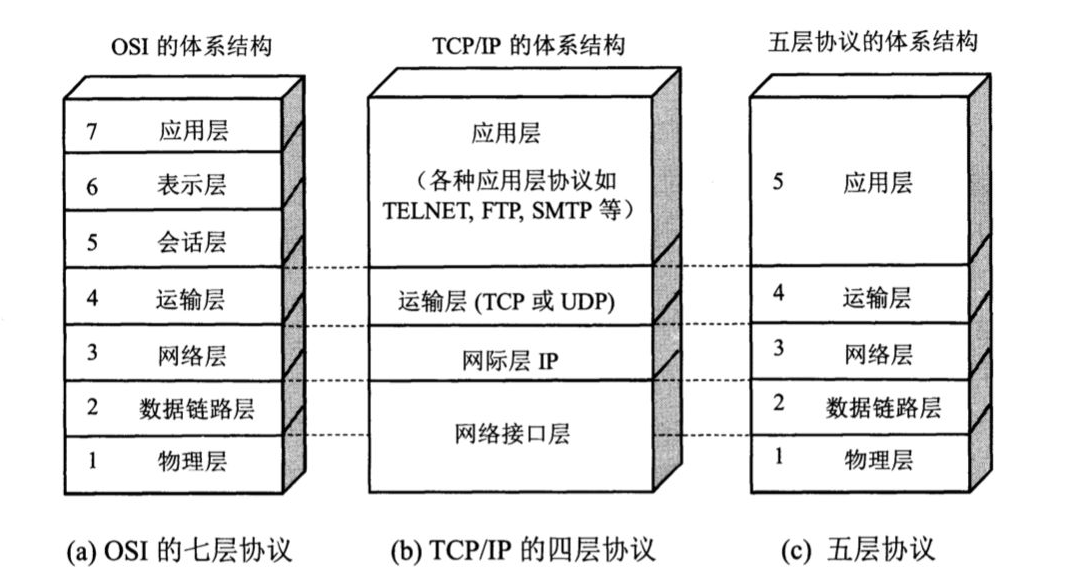 OSI 的体系结构
7 应用层
6 表示层
5 会话层
4 运输层
3 网络层
2 数据链路层
1 物理层
(a) OSI 的七层协议
TCP/IP 的体系结构
应用层
（各种应用层协议如
TELNET, FTP, SMTP 等）
运输层 (TCP 或 UDP)
网际层 IP
网络接口层
(b) TCP/IP 的四层协议
五层协议的体系结构
5 应用层
4 运输层
3 网络层
2 数据链路层
1 物理层
(c) 五层协议